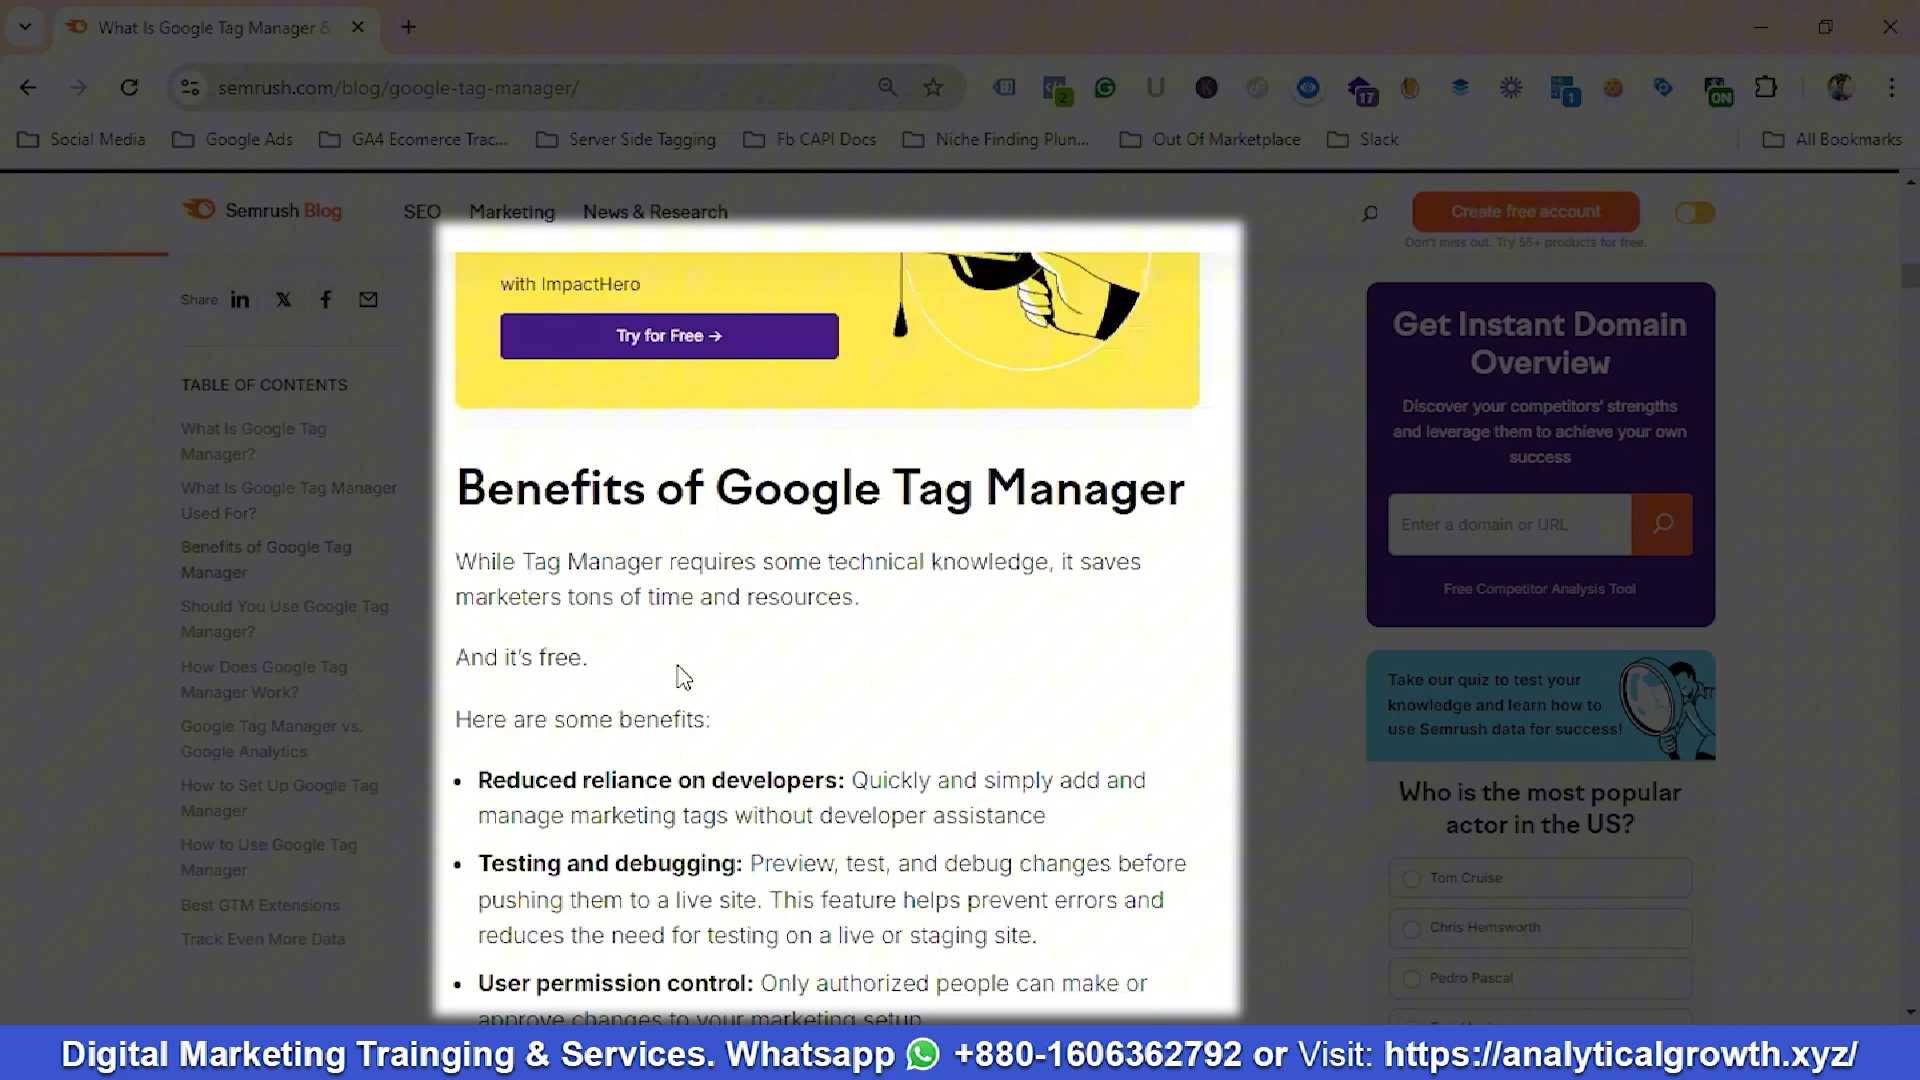 What Is Google Tag Manager &
semrush.com/blog/google-tag-manager/
2
17
1
ON
Social Media
Google Ads
GA4 Ecomerce Trac...
Server Side Tagging
Fb CAPI Docs
Niche Finding Plun...
Out Of Marketplace
Slack
All Bookmarks
Semrush Blog
SEO
Marketing
News & Research
Create free account
Don't miss out. Try 55+ products for free.
Share
TABLE OF CONTENTS
What Is Google Tag
Manager?
What Is Google Tag Manager
Used For?
Benefits of Google Tag
Manager
Should You Use Google Tag
Manager?
How Does Google Tag
Manager Work?
Google Tag Manager vs.
Google Analytics
How to Set Up Google Tag
Manager
How to Use Google Tag
Manager
Best GTM Extensions
Track Even More Data
with ImpactHero
Try for Free →
Benefits of Google Tag Manager
While Tag Manager requires some technical knowledge, it saves
marketers tons of time and resources.
And it's free.
Here are some benefits:
• Reduced reliance on developers: Quickly and simply add and
manage marketing tags without developer assistance
• Testing and debugging: Preview, test, and debug changes before
pushing them to a live site. This feature helps prevent errors and
reduces the need for testing on a live or staging site.
• User permission control: Only authorized people can make or
approve changes to your marketing setup
Get Instant Domain
Overview
Discover your competitors' strengths
and leverage them to achieve your own
success
Enter a domain or URL
Free Competitor Analysis Tool
Take our quiz to test your
knowledge and learn how to
use Semrush data for success!
Who is the most popular
actor in the US?
Tom Cruise
Chris Hemsworth
Pedro Pascal
Digital Marketing Trainging & Services. Whatsapp +880-1606362792 or Visit: https://analyticalgrowth.xyz/